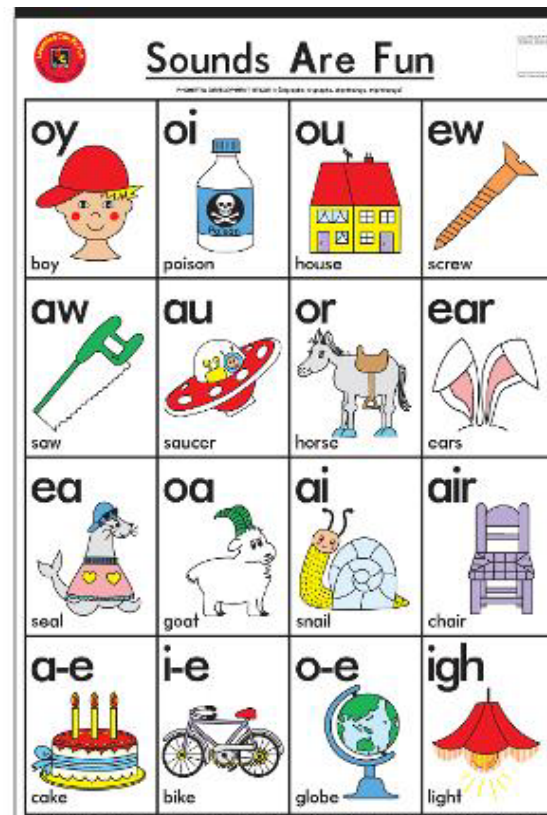 Sounds Are Fun
oy oi ou ew
Poison
boy poison house screw
aw au or ear
saw saucer horse ears
ea oa ai air
seal goat snail chair
a-e i-e o-e igh
cake bike globe light